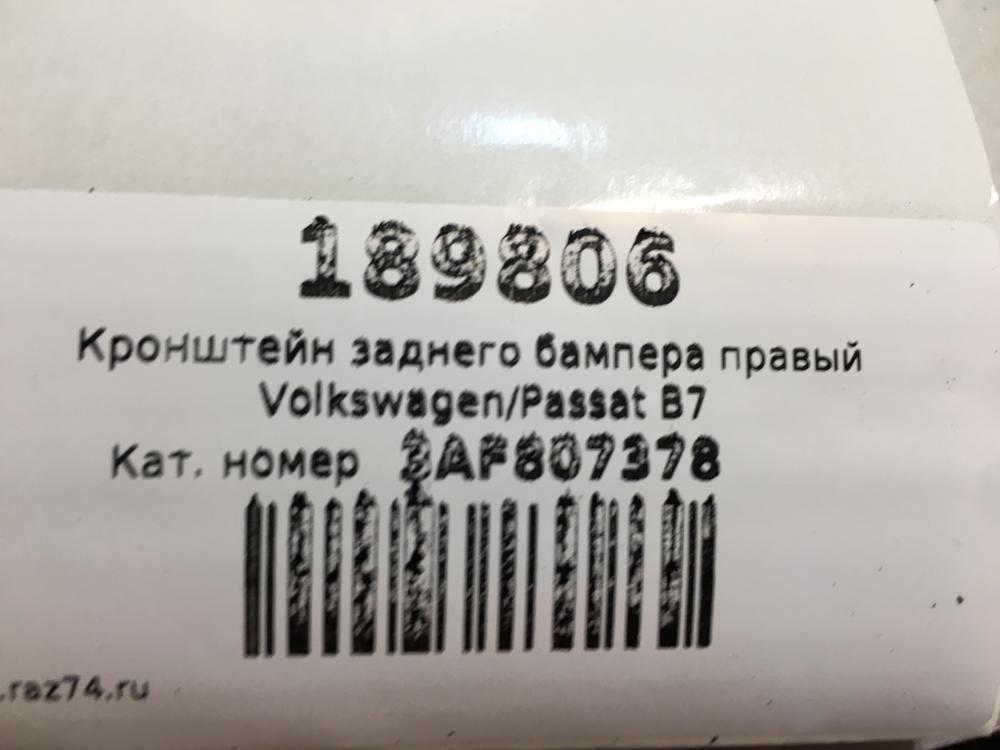 189806
Кронштейн заднего бампера правый
Volkswagen/Passat B7
Кат. номер 3AF807378
.raz74.ru